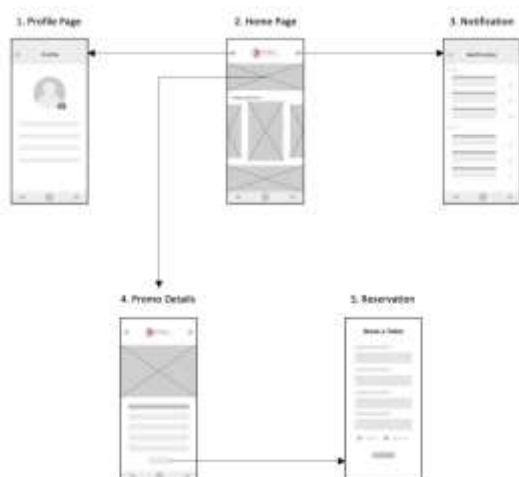 1. Profile Page
2. Home Page
3. Notification
Profile
Notification
4. Promo Details
5. Reservation
Book a Table